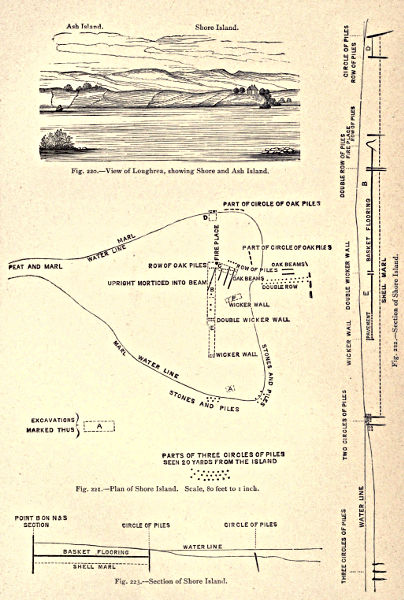 Ash Island. Shore Island.
Fig. 220.—View of Loughrea, showing Shore and Ash Island.
PART OF CIRCLE OF OAK PILES
D
MARL
WATER LINE
FIRE PLACE
PART OF CIRCLE OF OAK PILES
PEAT AND MARL
ROW OF OAK PILES
ROW OF PILES
OAK BEAMS
OAK BEAMS
UPRIGHT MORTICED INTO BEAM
DOUBLE ROW
B
WICKER WALL
DOUBLE WICKER WALL
E
MARL
WATER LINE
WICKER WALL
STONES AND PILES
A
STONES AND PILES
EXCAVATIONS
MARKED THUS
A
PARTS OF THREE CIRCLES OF PILES
SEEN 20 YARDS FROM THE ISLAND
Fig. 221.—Plan of Shore Island. Scale, 80 feet to 1 inch.
POINT B ON N & S
SECTION
CIRCLE OF PILES
CIRCLE OF PILES
WATER LINE
BASKET FLOORING
SHELL MARL
Fig. 223.—Section of Shore Island.
THREE CIRCLES OF PILES
WATER LINE
TWO CIRCLES OF PILES
WICKER WALL
PAVEMENT
E
DOUBLE WICKER WALL
BASKET FLOORING
B
SHELL MARL
DOUBLE ROW OF PILES
FIRE PLACE
ROW OF PILES
CIRCLE OF PILES
ROW OF PILES
D
Fig. 222.—Section of Shore Island.